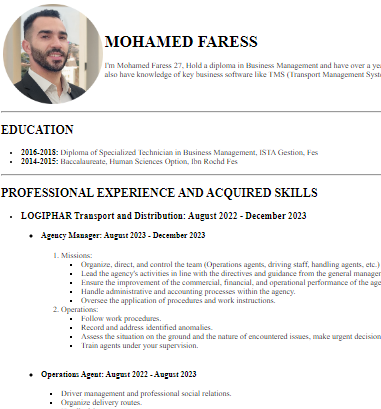 MOHAMED FARESS
I'm Mohamed Faress 27, Hold a diploma in Business Management and have over a
also have knowledge of key business software like TMS (Transport Management
EDUCATION
2016-2018: Diploma of Specialized Technician in Business Management, ISTA Gestion, Fes
2014-2015: Baccalaureate, Human Sciences Option, Ibn Rochd Fes
PROFESSIONAL EXPERIENCE AND ACQUIRED SKILLS
LOGIPHAR Transport and Distribution: August 2022 - December 2023
Agency Manager: August 2023 - December 2023
1. Missions:
Organize, direct, and control the team (Operations agents, driving staff, handling agents, etc.)
Lead the agency's activities in line with the directives and guidance from the general
Ensure the improvement of the commercial, financial, and operational performance of the
Handle administrative and accounting processes within the agency.
Oversee the application of procedures and work instructions.
2. Operations:
Follow work procedures.
Record and address identified anomalies.
Assess the situation on the ground and the nature of encountered issues, make urgent
Train agents under your supervision.
Operations Agent: August 2022 - August 2023
Driver management and professional social relations.
Organize delivery routes.